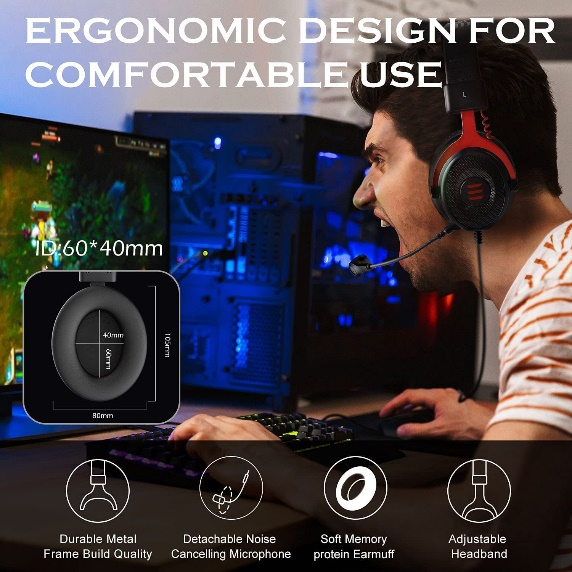 ERGONOMIC DESIGN FOR
COMFORTABLE USE
L
ID:60*40mm
40mm
60mm
105mm
80mm
Durable Metal
Frame Build Quality
Detachable Noise
Cancelling Microphone
Soft Memory
protein Earmuff
Adjustable
Headband